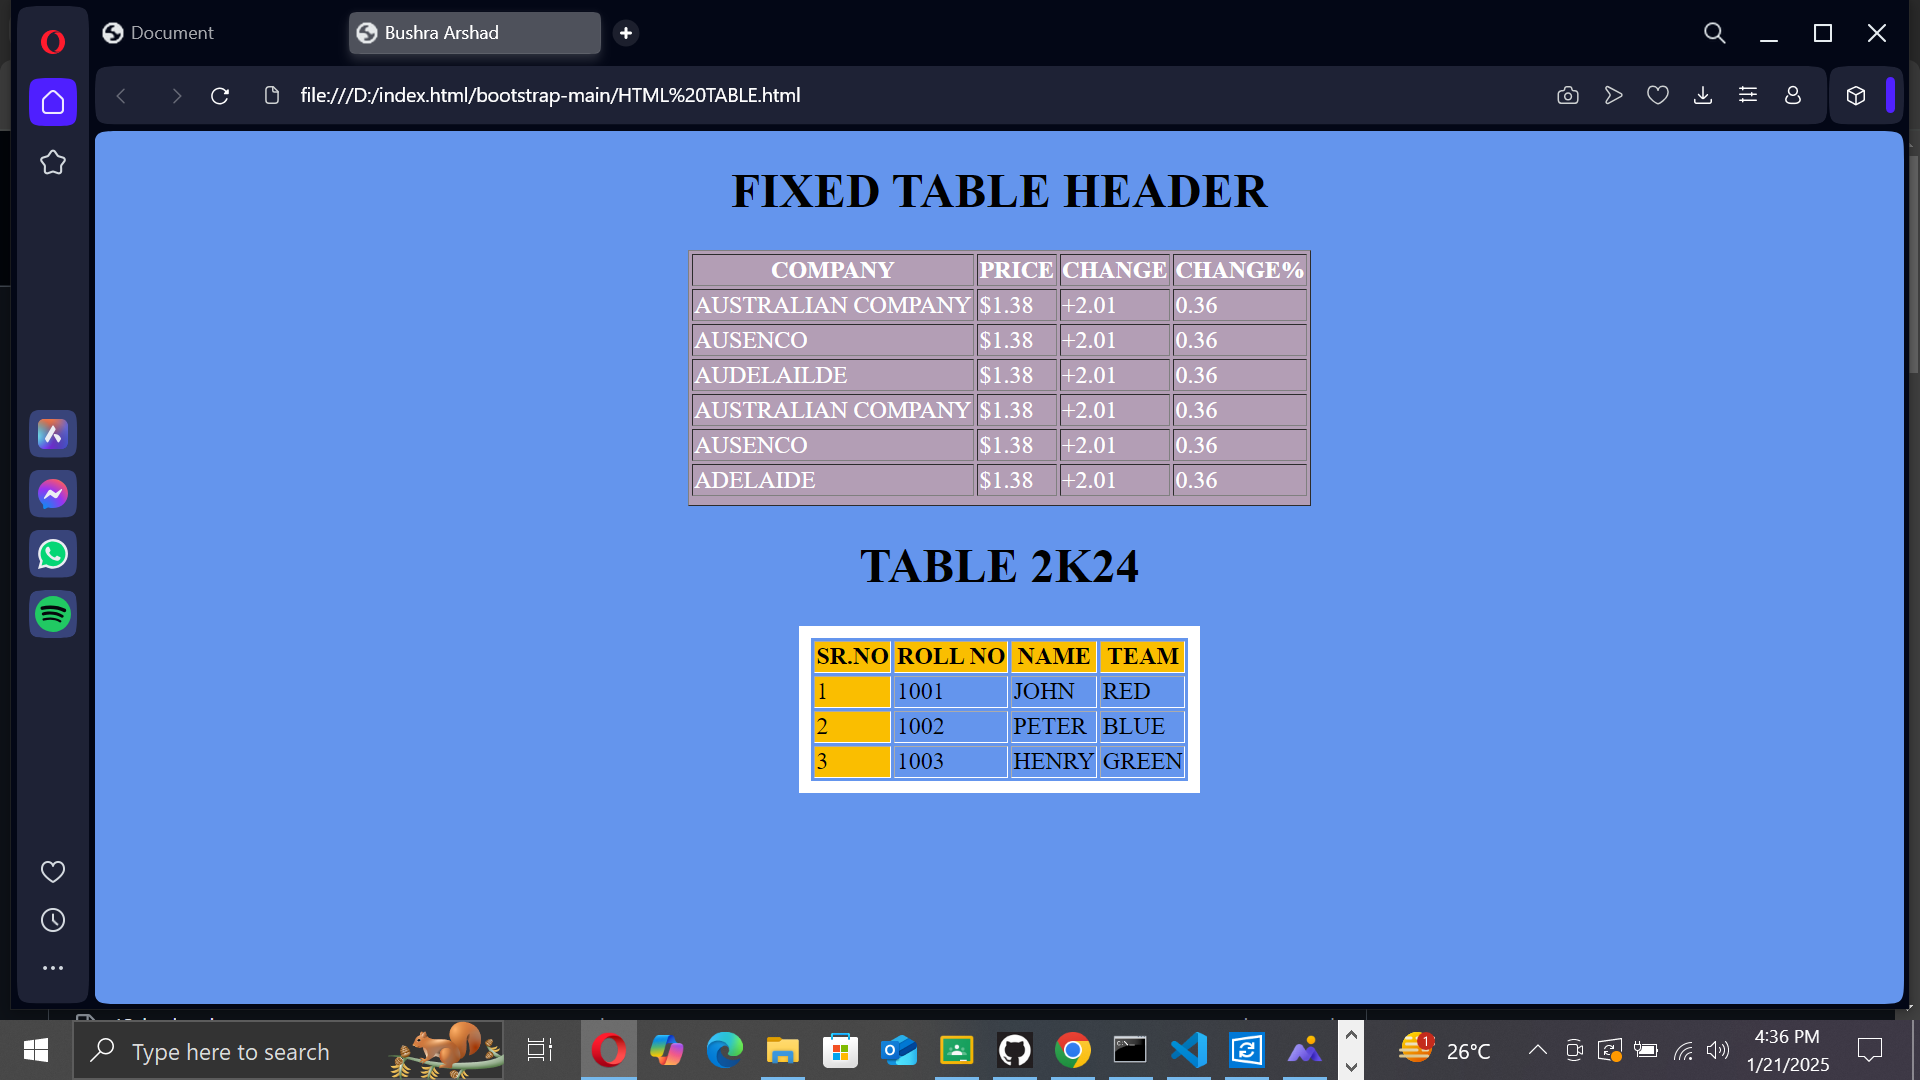 Document
Bushra Arshad
file:///D:/index.html/bootstrap-main/HTML%20TABLE.html
FIXED TABLE HEADER
COMPANY PRICE CHANGE CHANGE%
AUSTRALIAN COMPANY $1.38 +2.01 0.36
AUSENCO $1.38 +2.01 0.36
AUDELAILDE $1.38 +2.01 0.36
AUSTRALIAN COMPANY $1.38 +2.01 0.36
AUSENCO $1.38 +2.01 0.36
ADELAIDE $1.38 +2.01 0.36
TABLE 2K24
SR.NO ROLL NO NAME TEAM
1 1001 JOHN RED
2 1002 PETER BLUE
3 1003 HENRY GREEN
Type here to search
1
26°C
4:36 PM
1/21/2025